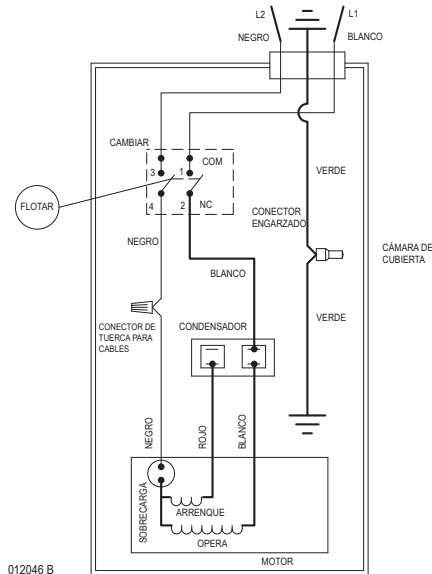 L2
L1
NEGRO
BLANCO
CAMBIAR
3
1
COM
FLOTAR
4
2
NC
VERDE
CONECTOR
ENGARZADO
NEGRO
CÁMARA DE
CUBIERTA
BLANCO
CONECTOR DE
TUERCA PARA
CABLES
CONDENSADOR
VERDE
NEGRO
ROJO
BLANCO
SOBRECARGA
ARRENQUE
OPERA
MOTOR
012046 B